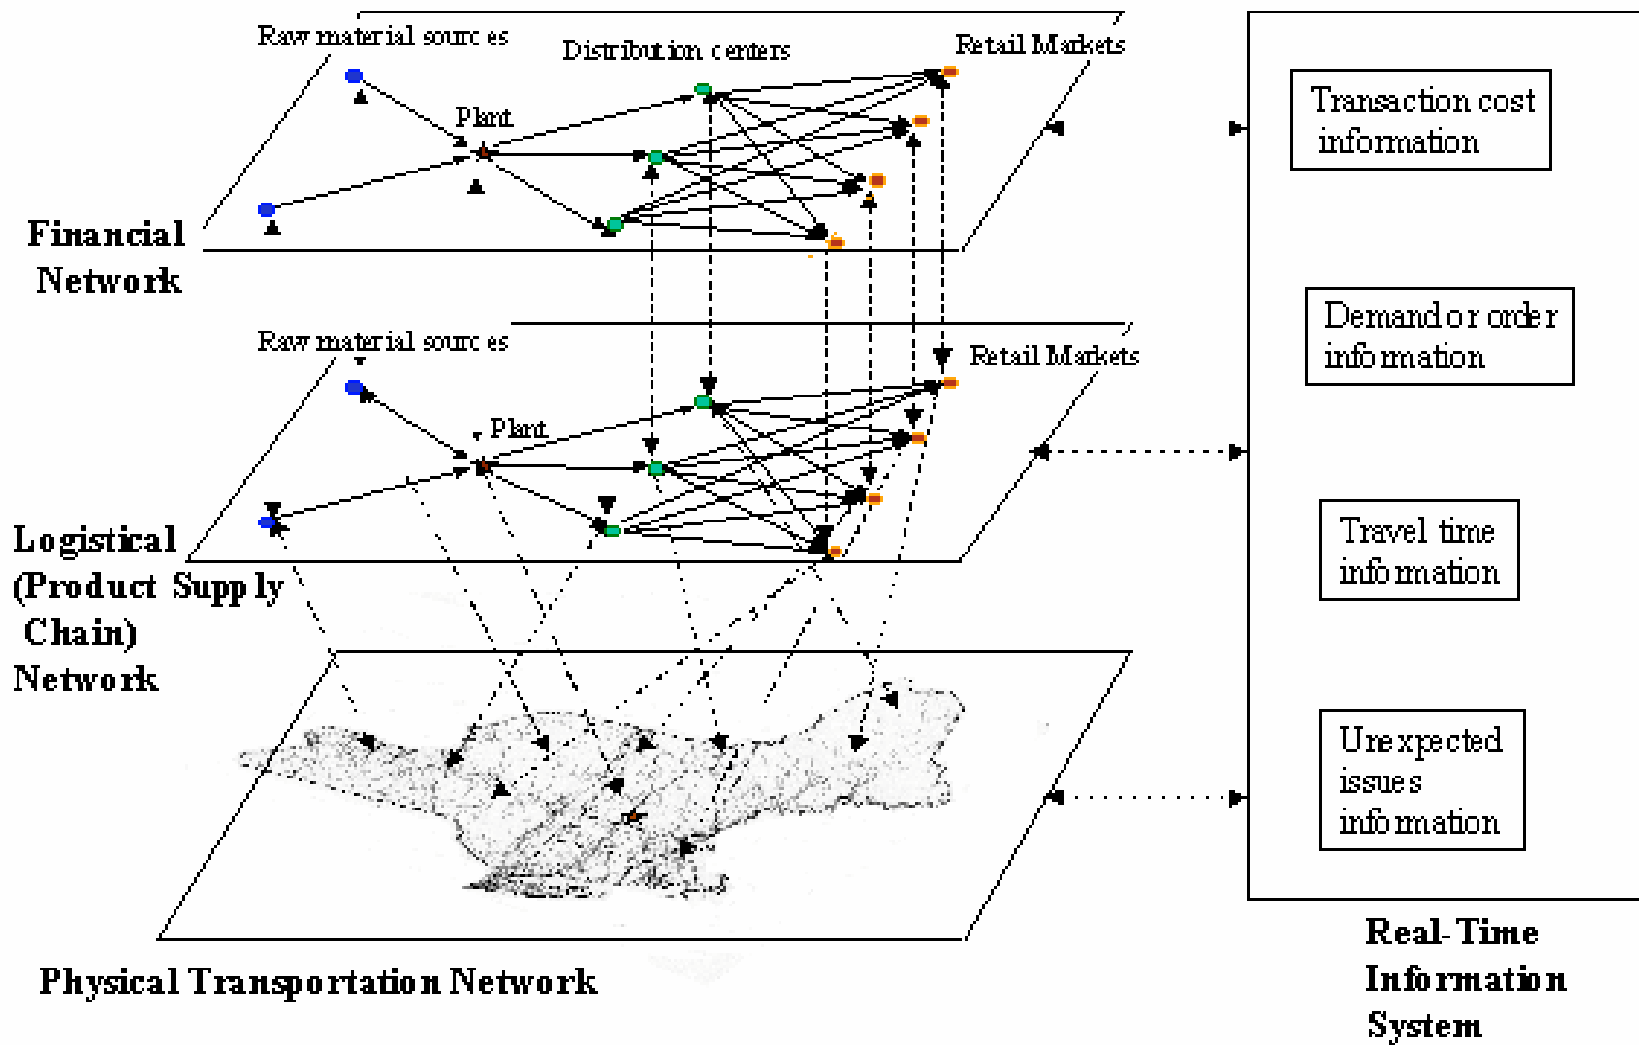 Raw material sources
Distribution centers
Retail Markets
Plant
Financial
Network
Raw material sources
Retail Markets
Plant
Logistical
(Product Supply
Chain)
Network
Physical Transportation Network
Transaction cost
information
Demand or order
information
Travel time
information
Unexpected
issues
information
Real-Time
Information
System